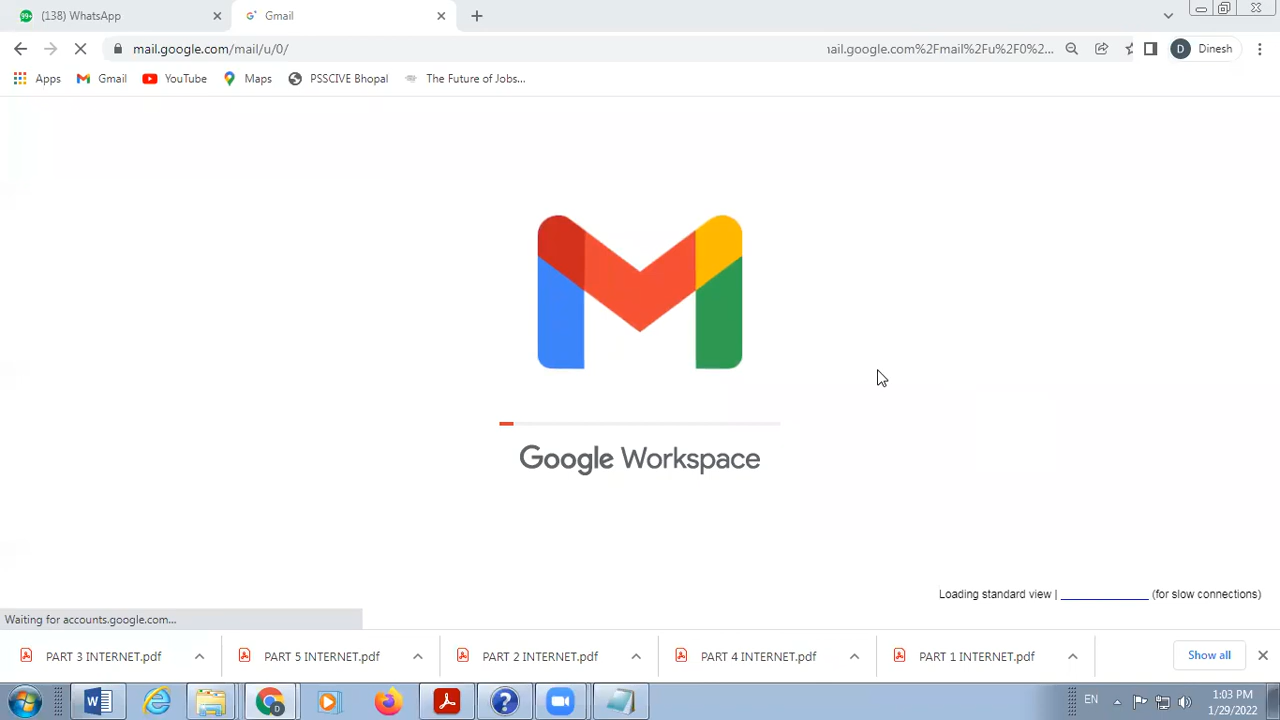 99+ (138) WhatsApp
Gmail
mail.google.com/mail/u/0/
ail.google.com%2Fmail%2Fu%2F0%2...
D Dinesh
Apps
Gmail
YouTube
Maps
PSSCIVE Bhopal
The Future of Jobs...
Google Workspace
Loading standard view | (for slow connections)
Waiting for accounts.google.com...
PART 3 INTERNET.pdf
PART 5 INTERNET.pdf
PART 2 INTERNET.pdf
PART 4 INTERNET.pdf
PART 1 INTERNET.pdf
Show all
EN
1:03 PM
1/29/2022